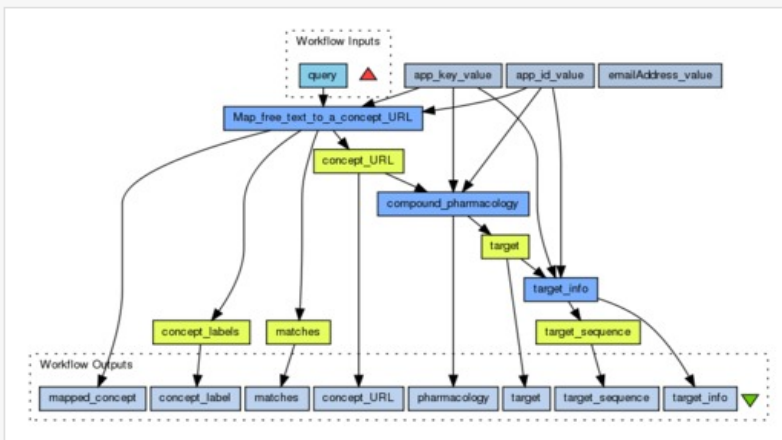 Workflow Inputs
query
app_key_value
app_id_value
emailAddress_value
Map_free_text_to_a_concept_URL
concept_URL
compound_pharmacology
target
target_info
concept_labels
matches
target_sequence
Workflow Outputs
mapped_concept
concept_label
matches
concept_URL
pharmacology
target
target_sequence
target_info